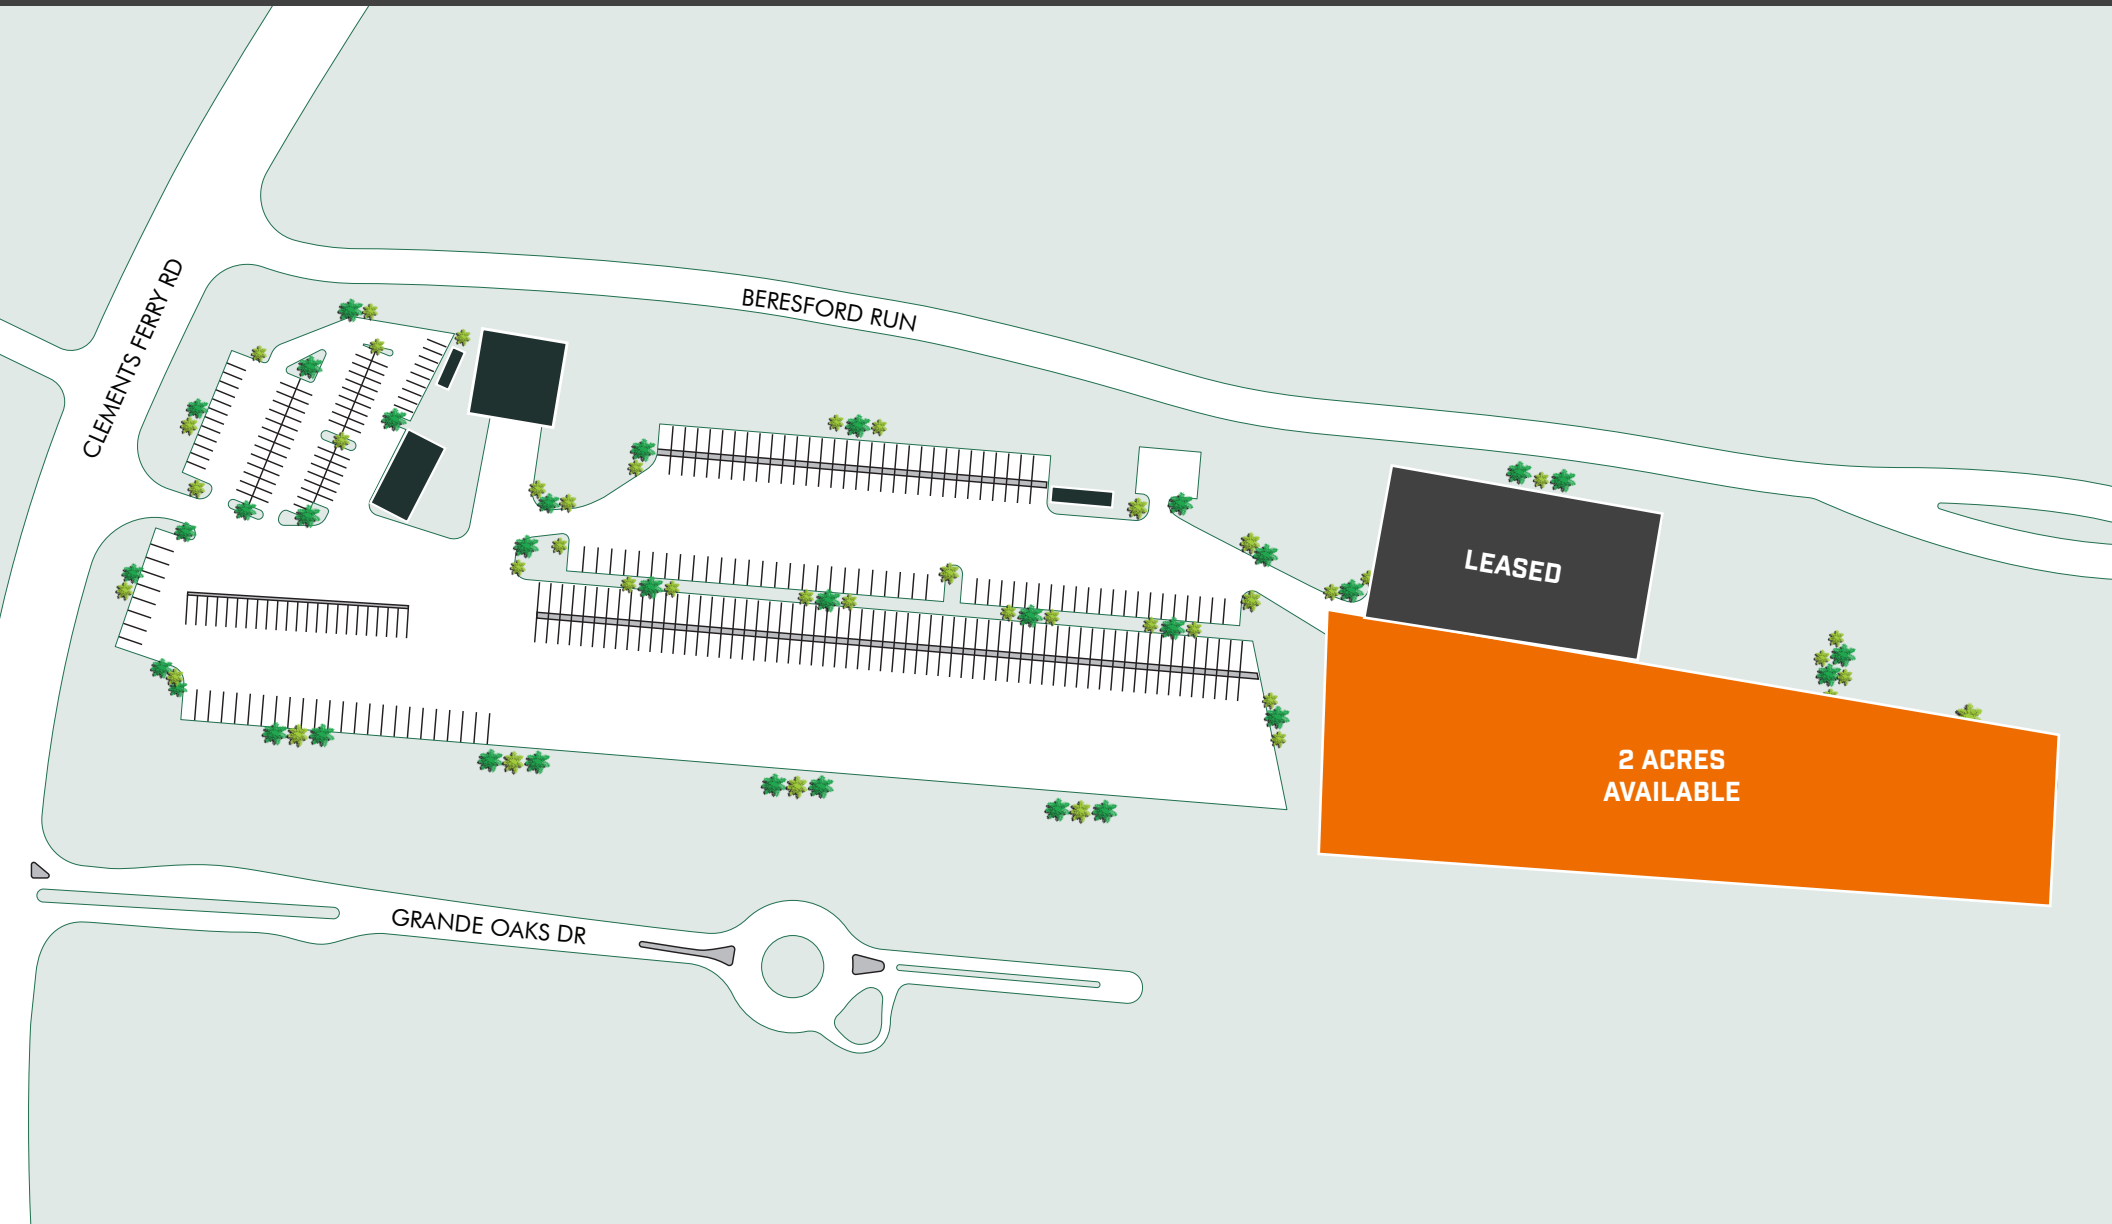 CLEMENTS FERRY RD
BERESFORD RUN
LEASED
2 ACRES
AVAILABLE
GRANDE OAKS DR